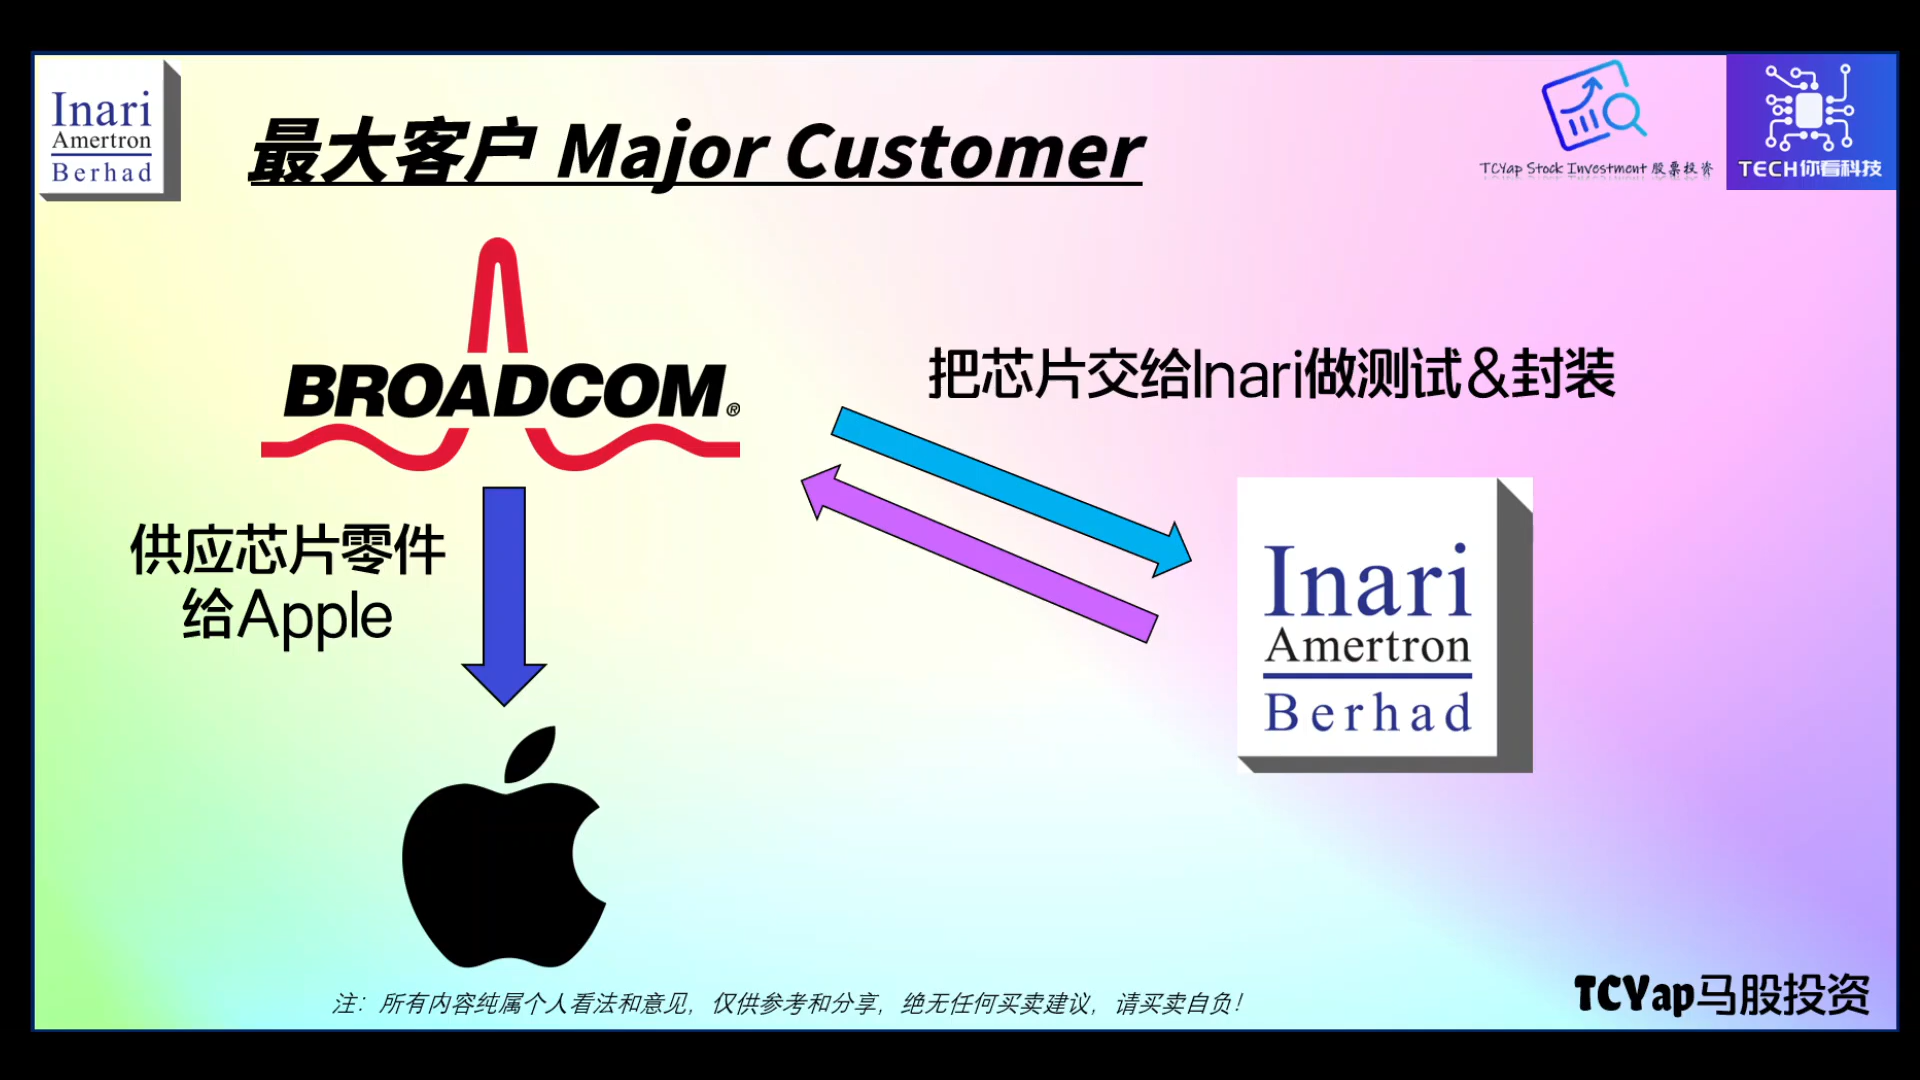 Inari
Amertron
Berhad
最大客户 Major Customer
TCYap Stock Investment 股票投资
TECH你看科技
BROADCOM®
把芯片交给Inari做测试&封装
供应芯片零件
给Apple
Inari
Amertron
Berhad
注：所有内容纯属个人看法和意见，仅供参考和分享，绝无任何买卖建议，请买卖自负！
TCYap马股投资